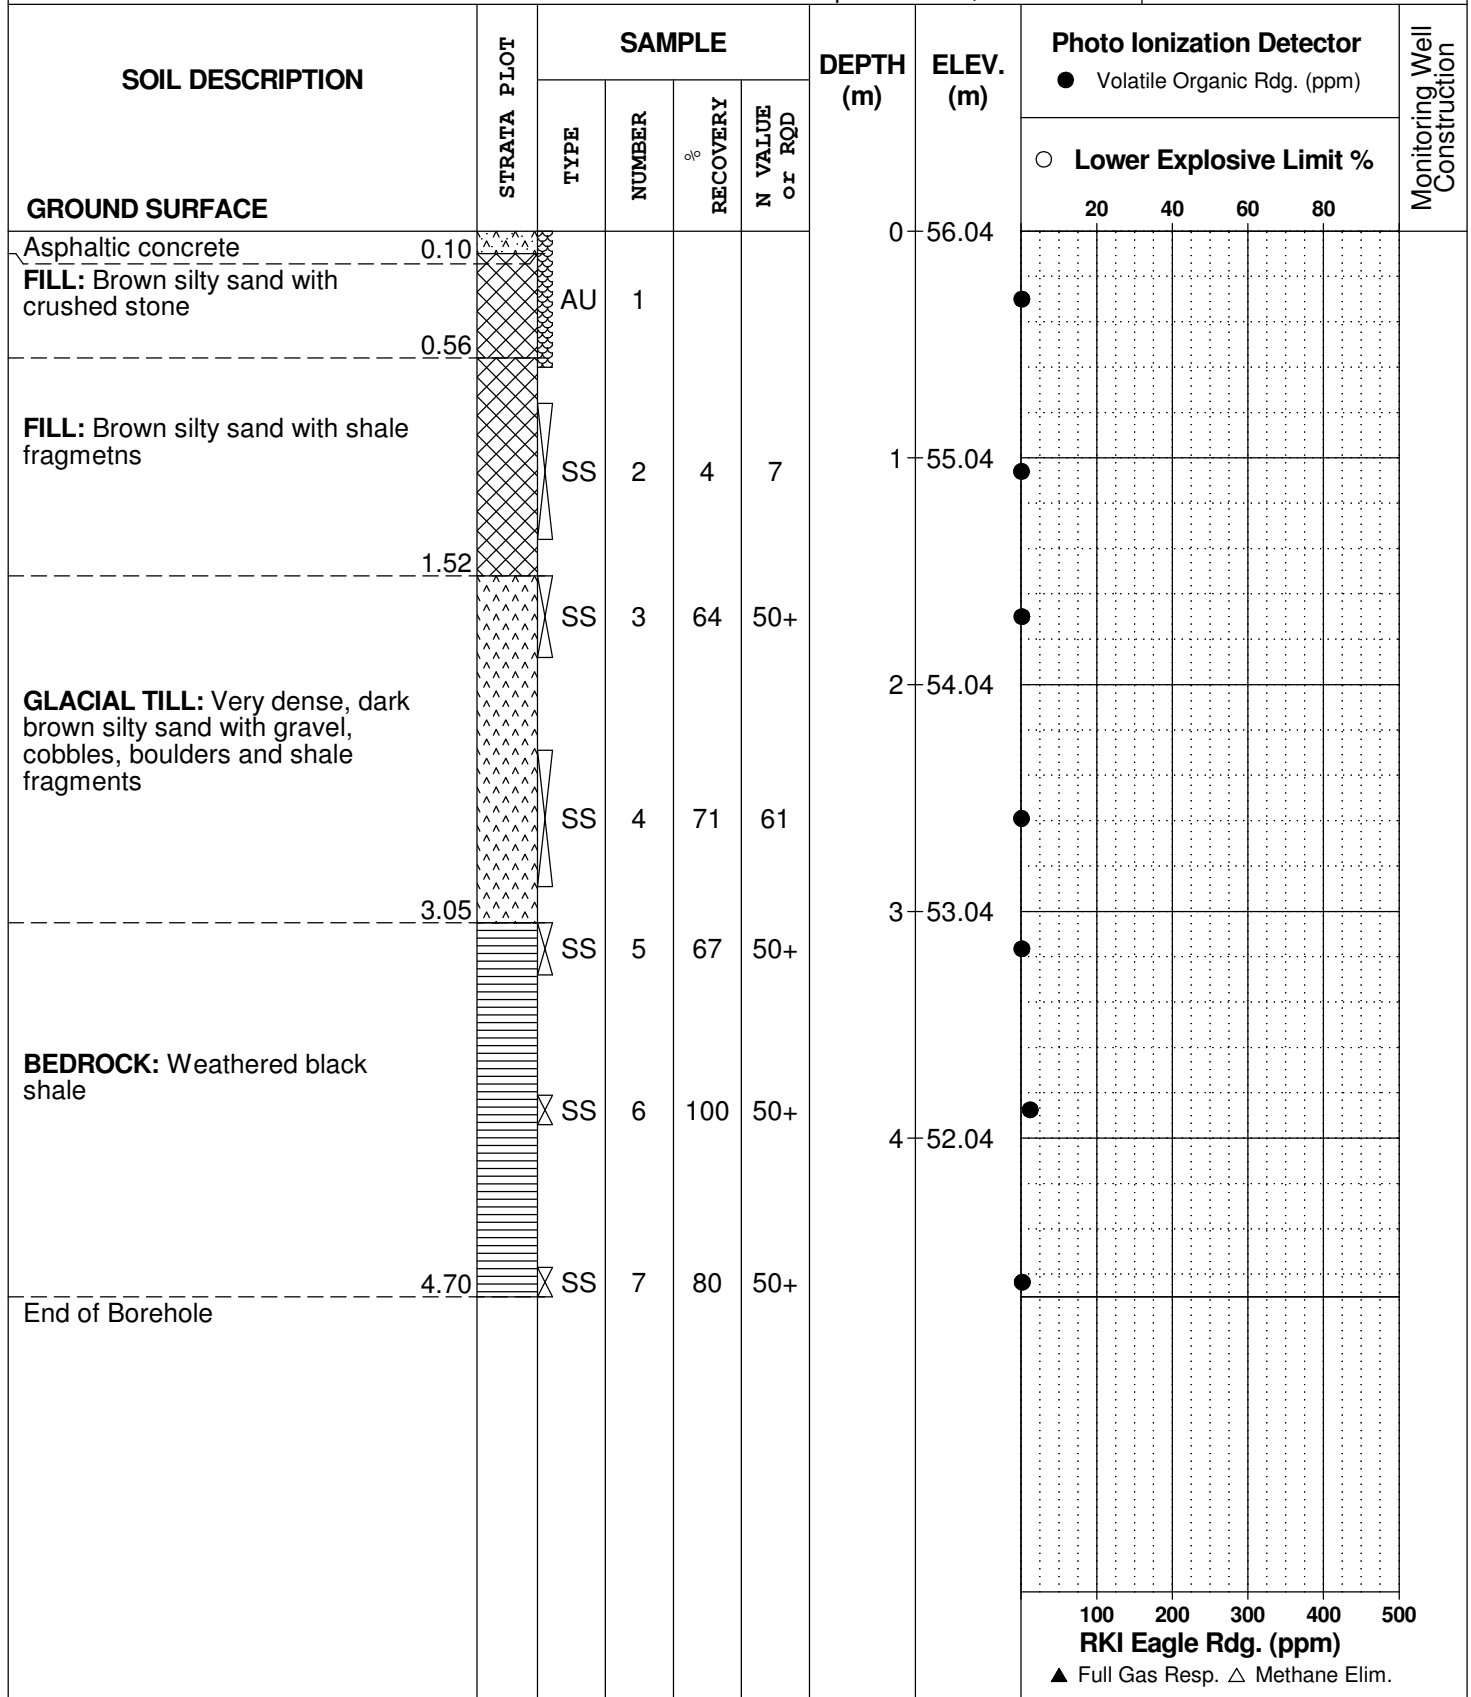 SOIL DESCRIPTION
GROUND SURFACE
STRATA PLOT
SAMPLE
TYPE
NUMBER
%
RECOVERY
N VALUE
or RQD
DEPTH
(m)
ELEV.
(m)
Photo Ionization Detector
● Volatile Organic Rdg. (ppm)
○ Lower Explosive Limit %
20 40 60 80
Monitoring Well
Construction
0 56.04
Asphaltic concrete 0.10
FILL: Brown silty sand with
crushed stone
AU 1
0.56
FILL: Brown silty sand with shale
fragmetns
1 55.04
SS 2 4 7
1.52
SS 3 64 50+
2 54.04
GLACIAL TILL: Very dense, dark
brown silty sand with gravel,
cobbles, boulders and shale
fragments
SS 4 71 61
3.05
3 53.04
SS 5 67 50+
BEDROCK: Weathered black
shale
SS 6 100 50+
4 52.04
4.70
SS 7 80 50+
End of Borehole
100 200 300 400 500
RKI Eagle Rdg. (ppm)
▲ Full Gas Resp. △ Methane Elim.